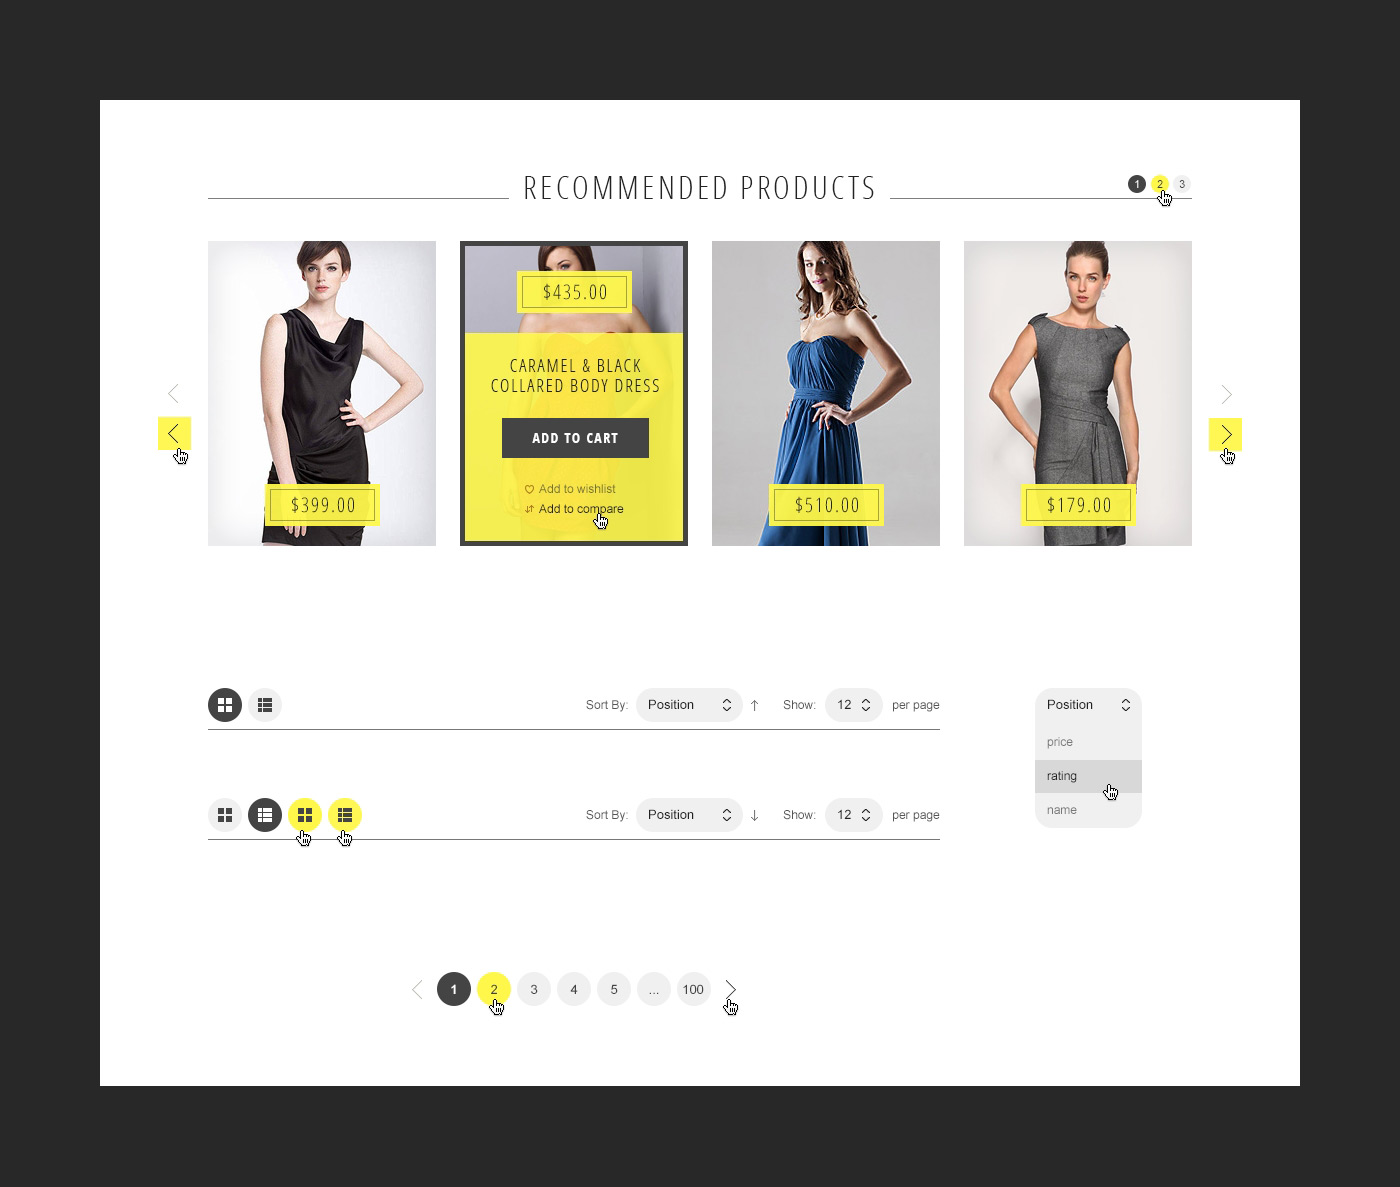 RECOMMENDED PRODUCTS
1 2 3
$399.00
$435.00
CARAMEL & BLACK
COLLARED BODY DRESS
ADD TO CART
Add to wishlist
Add to compare
$510.00
$179.00
Sort By: Position Show: 12 per page
Sort By: Position Show: 12 per page
Position
price
rating
name
1 2 3 4 5 ... 100